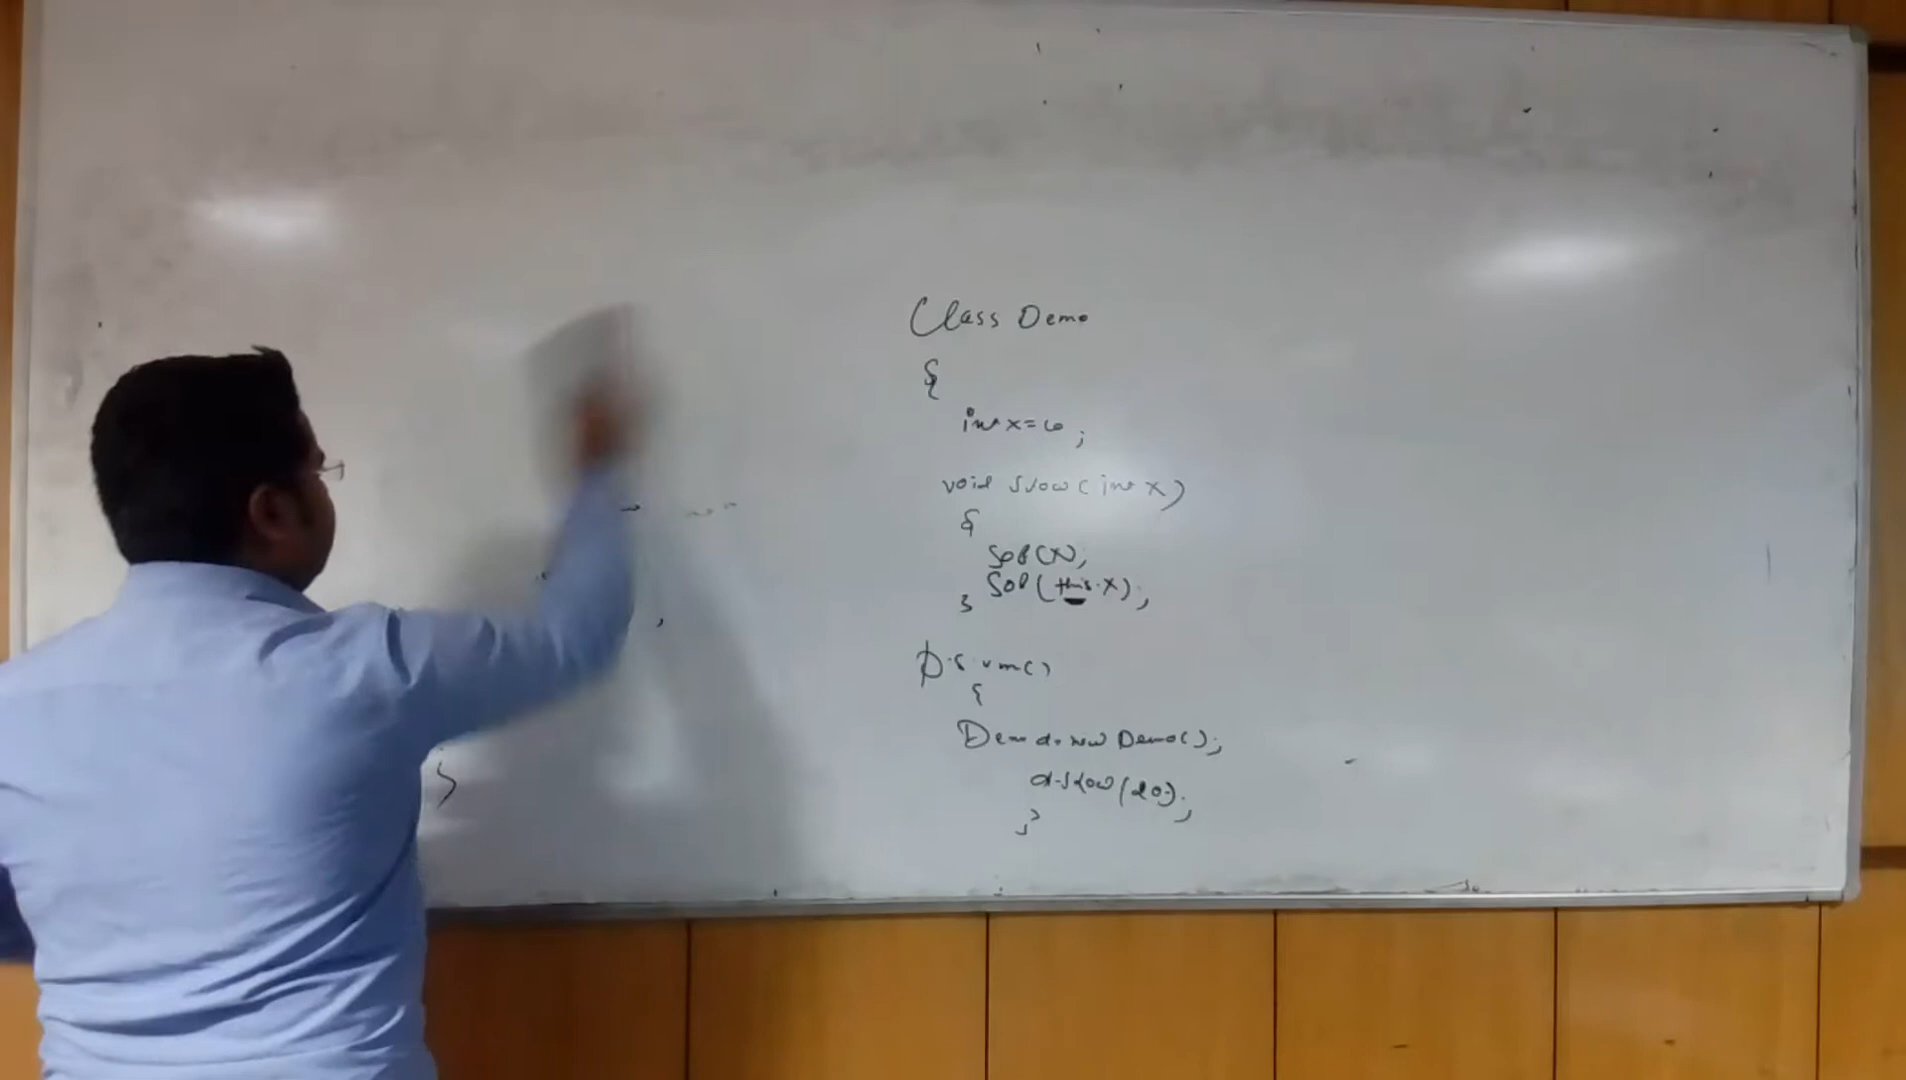 Class Demo
{
int x=10;
void show(int x)
{
Sop(x);
Sop(this.x);
}
p.s.v.m()
{
Demo d=new Demo();
d.show(20);
}
}